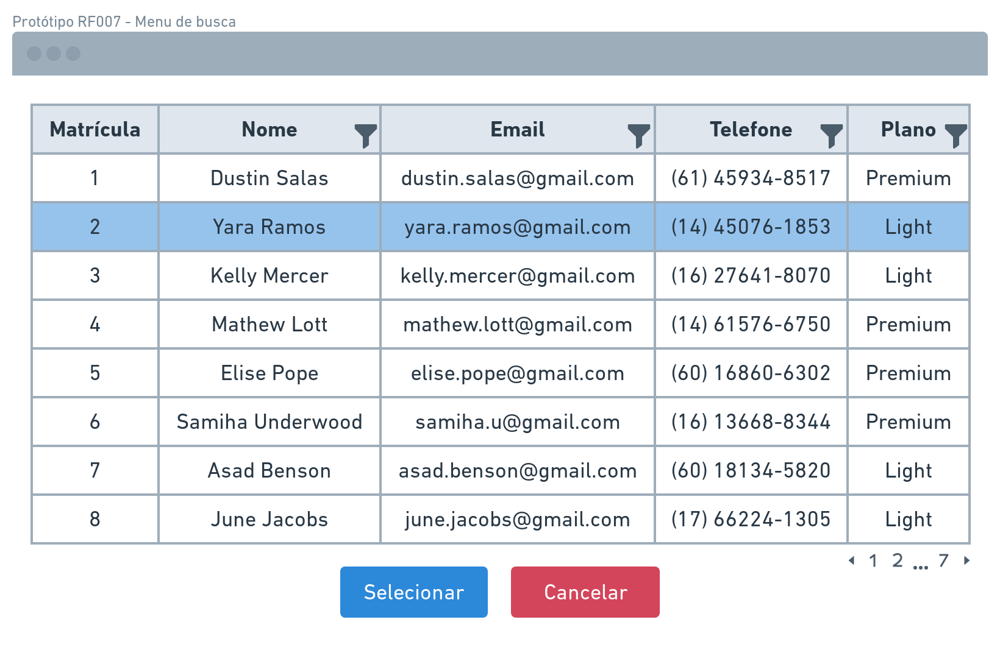 Protótipo RF007 - Menu de busca
Matrícula Nome Email Telefone Plano
1 Dustin Salas dustin.salas@gmail.com (61) 45934-8517 Premium
2 Yara Ramos yara.ramos@gmail.com (14) 45076-1853 Light
3 Kelly Mercer kelly.mercer@gmail.com (16) 27641-8070 Light
4 Mathew Lott mathew.lott@gmail.com (14) 61576-6750 Premium
5 Elise Pope elise.pope@gmail.com (60) 16860-6302 Premium
6 Samiha Underwood samiha.u@gmail.com (16) 13668-8344 Premium
7 Asad Benson asad.benson@gmail.com (60) 18134-5820 Light
8 June Jacobs june.jacobs@gmail.com (17) 66224-1305 Light
1 2 ... 7
Selecionar Cancelar